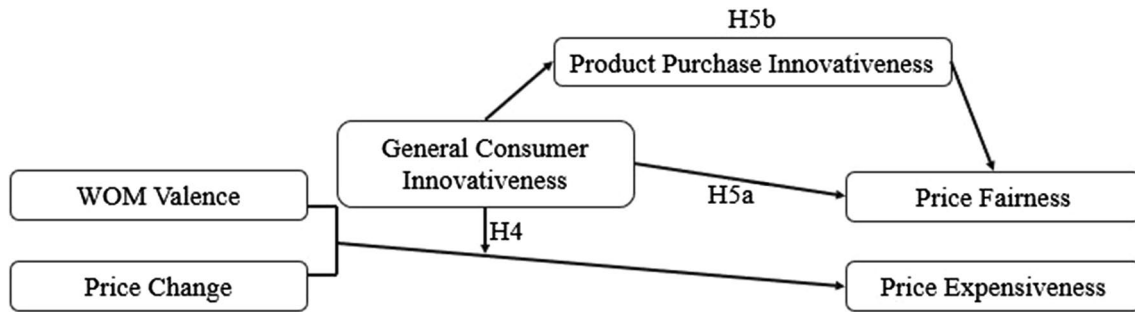 H5b
Product Purchase Innovativeness
General Consumer
Innovativeness
WOM Valence
H5a
Price Fairness
H4
Price Change
Price Expensiveness